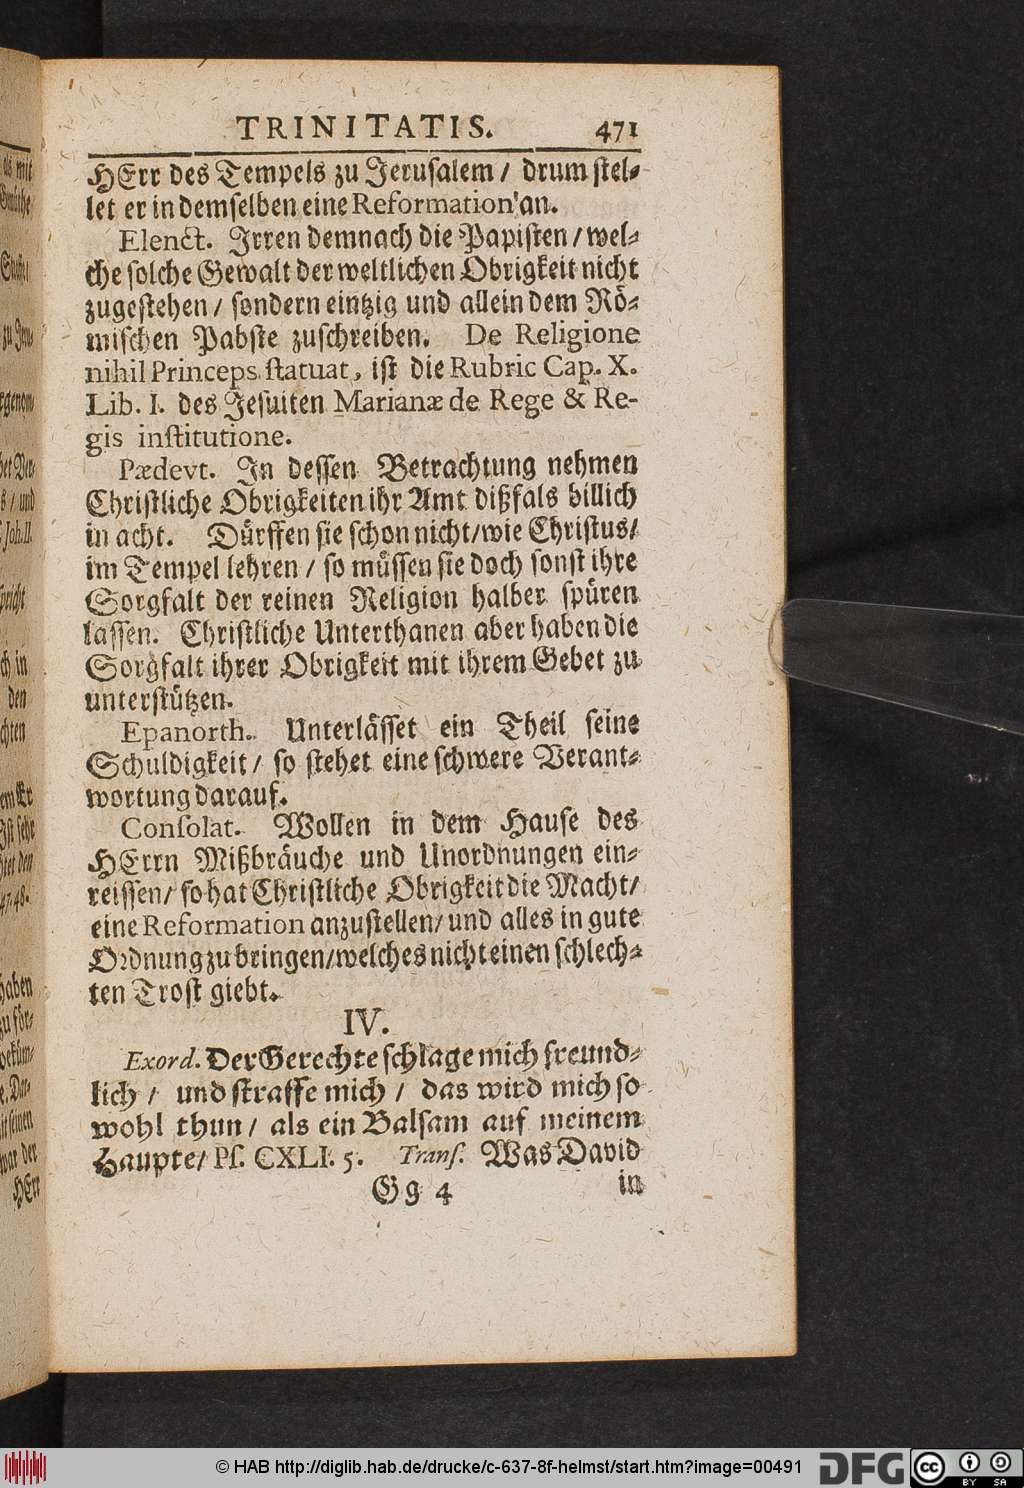 TRINITATIS. 471
HErr des Tempels zu Jerusalem / drum stel-
let er in demselben eine Reformation an.
Elenct. Jrren demnach die Papisten / wel-
che solche Gewalt der weltlichen Obrigkeit nicht
zugestehen / sondern eintzig und allein dem Rö-
mischen Pabste zuschreiben. De Religione
nihil Princeps statuat, ist die Rubric Cap. X.
Lib. I. des Jesuiten Marianæ de Rege & Re-
gis institutione.
Pædevt. Jn dessen Betrachtung nehmen
Christliche Obrigkeiten ihr Amt dißfals billich
in acht. Dürffen sie schon nicht / wie Christus /
im Tempel lehren / so müssen sie doch sonst ihre
Sorgfalt der reinen Religion halber spüren
lassen. Christliche Unterthanen aber haben die
Sorgfalt ihrer Obrigkeit mit ihrem Gebet zu
unterstützen.
Epanorth. Unterlässet ein Theil seine
Schuldigkeit / so stehet eine schwere Verant-
wortung darauf.
Consolat. Wollen in dem Hause des
HErrn Mißbräuche und Unordnungen ein-
reissen / so hat Christliche Obrigkeit die Macht /
eine Reformation anzustellen / und alles in gute
Ordnung zu bringen / welches nicht einen schlech-
ten Trost giebt.
IV.
Exord. Der Gerechte schlage mich freund-
lich / und straffe mich / das wird mich so
wohl thun / als ein Balsam auf meinem
Haupte / Ps. CXLI. 5. Trans. Was David
Gg 4 in
© HAB http://diglib.hab.de/drucke/c-637-8f-helmst/start.htm?image=00491 DFG cc BY SA